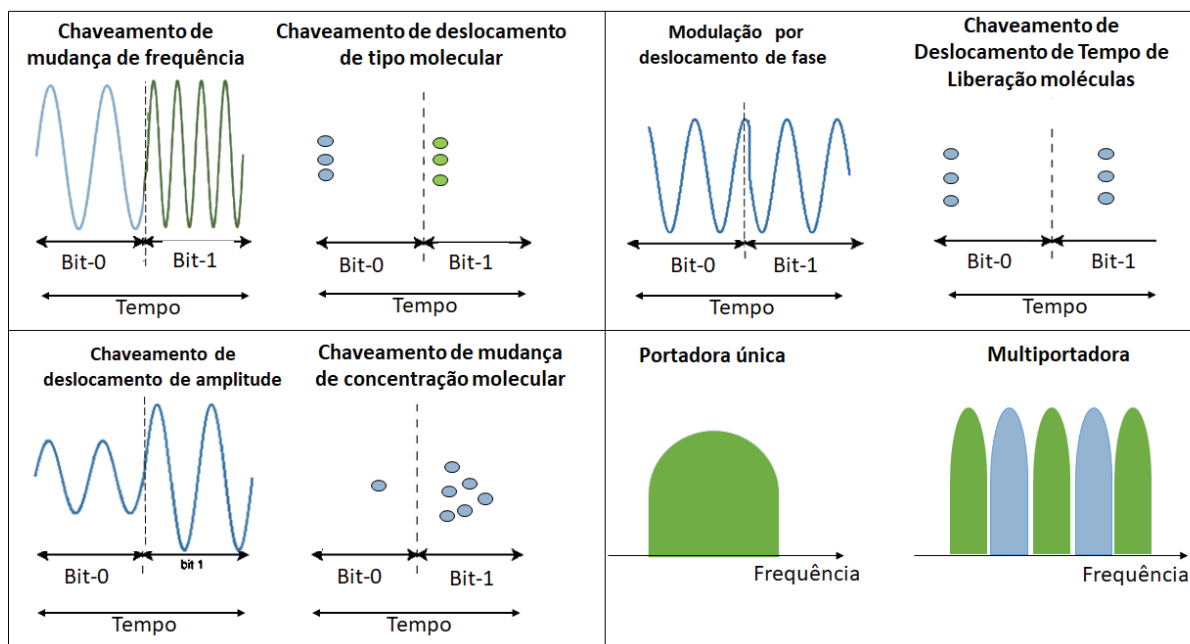 Chaveamento de
mudança de frequência
Bit-0
Bit-1
Tempo
Chaveamento de deslocamento
de tipo molecular
Bit-0
Bit-1
Tempo
Modulação por
deslocamento de fase
Bit-0
Bit-1
Tempo
Chaveamento de
Deslocamento de Tempo de
Liberação moléculas
Bit-0
Bit-1
Tempo
Chaveamento de
deslocamento de amplitude
Bit-0
bit 1
Tempo
Chaveamento de mudança
de concentração molecular
Bit-0
Bit-1
Tempo
Portadora única
Frequência
Multiportadora
Frequência